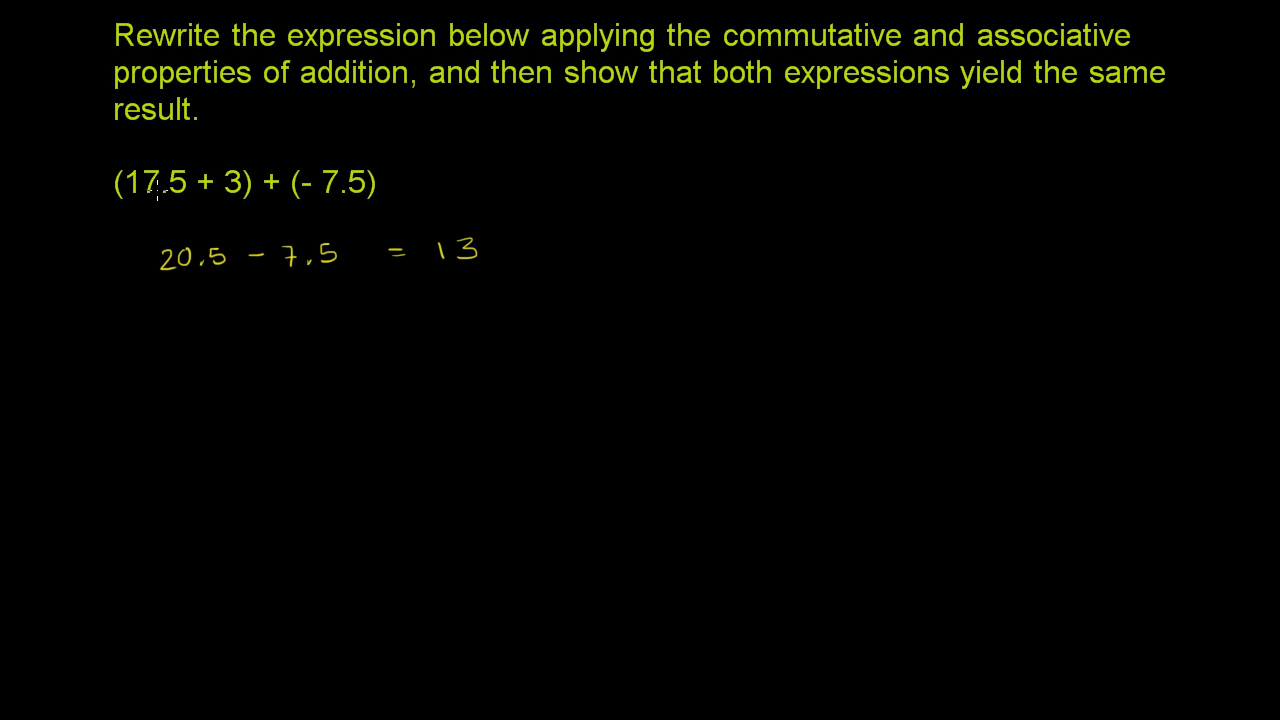 Rewrite the expression below applying the commutative and associative
properties of addition, and then show that both expressions yield the same
result.
(17.5 + 3) + (- 7.5)
20.5 - 7.5 = 13